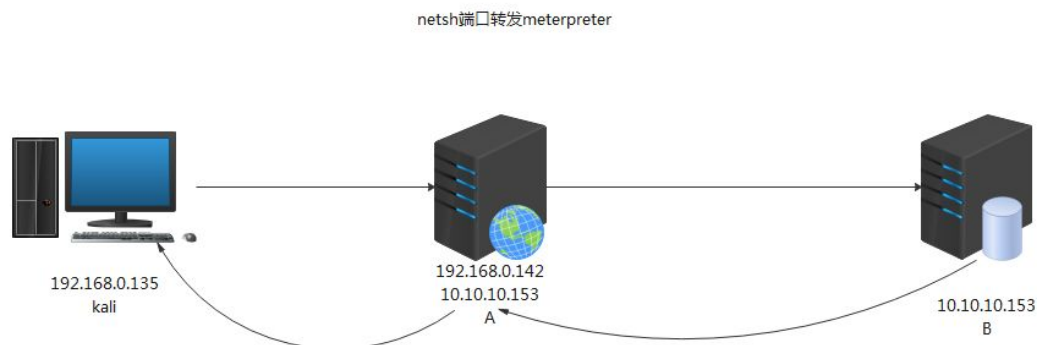 netsh端口转发meterpreter
192.168.0.135
kali
192.168.0.142
10.10.10.153
A
10.10.10.153
B